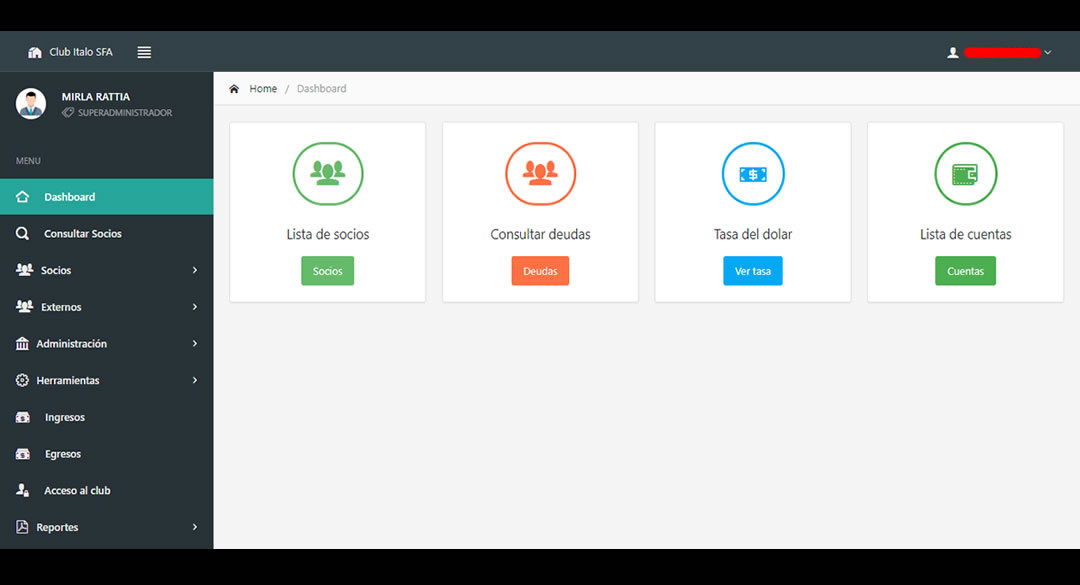 Club Italo SFA
MIRLA RATTIA
SUPERADMINISTRADOR
MENU
Dashboard
Consultar Socios
Socios
Externos
Administración
Herramientas
Ingresos
Egresos
Acceso al club
Reportes
Home / Dashboard
Lista de socios
Socios
Consultar deudas
Deudas
Tasa del dolar
Ver tasa
Lista de cuentas
Cuentas